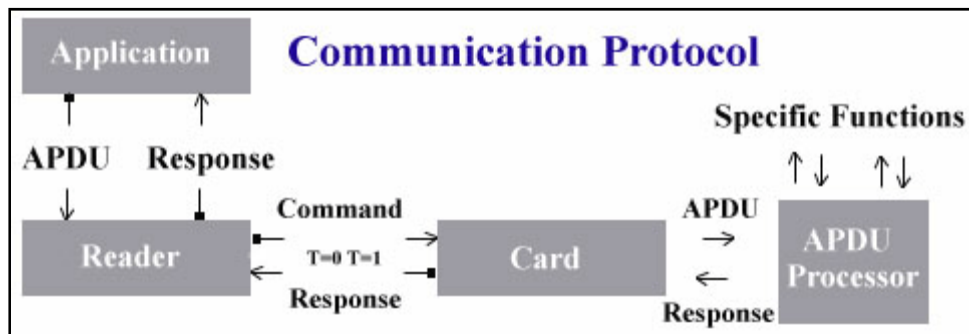 Application
Communication Protocol
Specific Functions
APDU Response
Command
APDU
Reader
T=0 T=1
Card
APDU
Processor
Response
Response